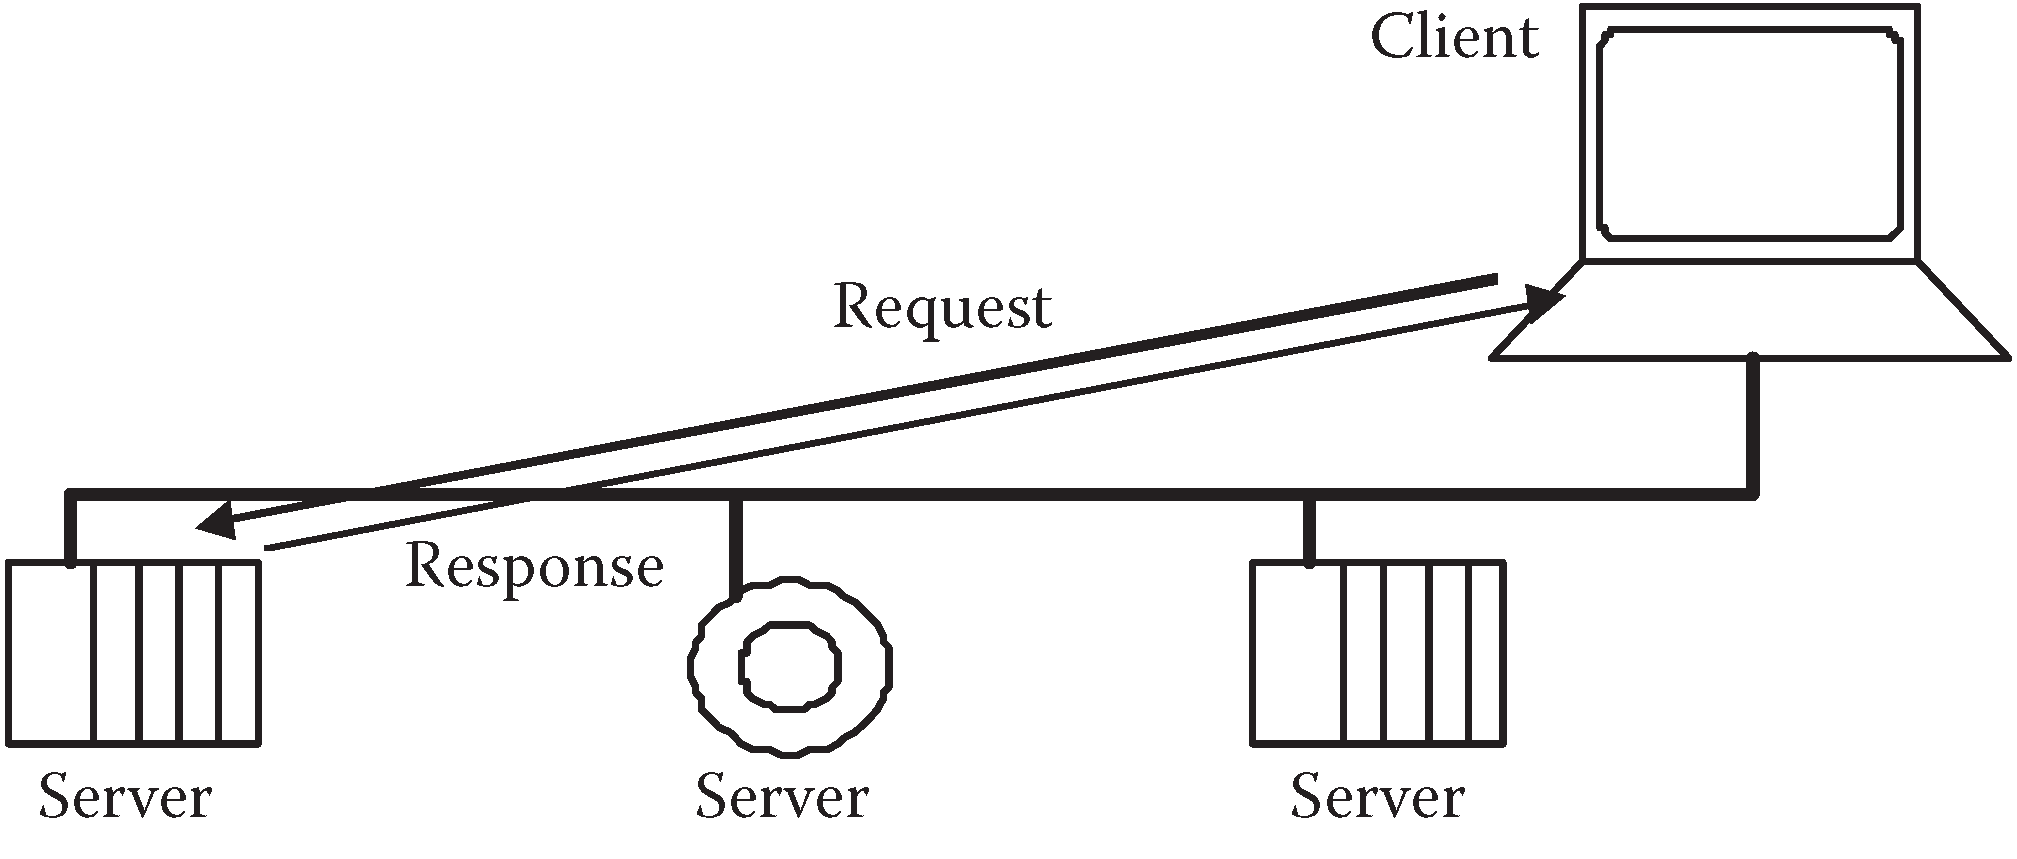 Client
Request
Response
Server
Server
Server